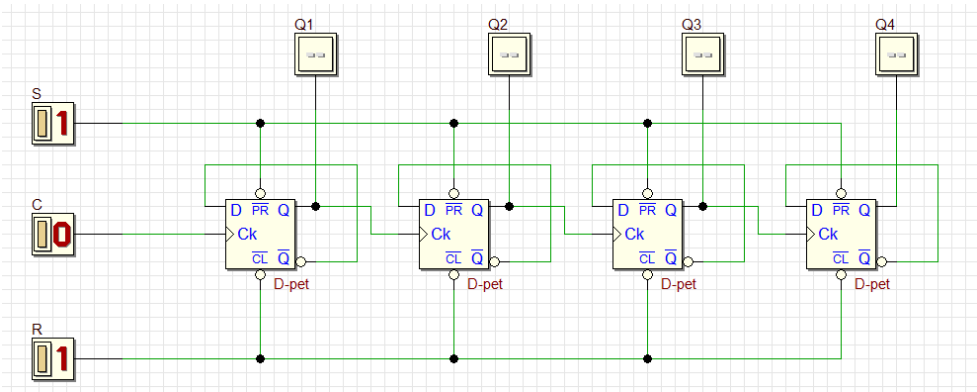 Q1 Q2 Q3 Q4
--
--
--
--
S
1
D PR Q
D PR Q
D PR Q
D PR Q
C
0
Ck
Ck
Ck
Ck
CL Q
CL Q
CL Q
CL Q
D-pet
D-pet
D-pet
D-pet
R
1